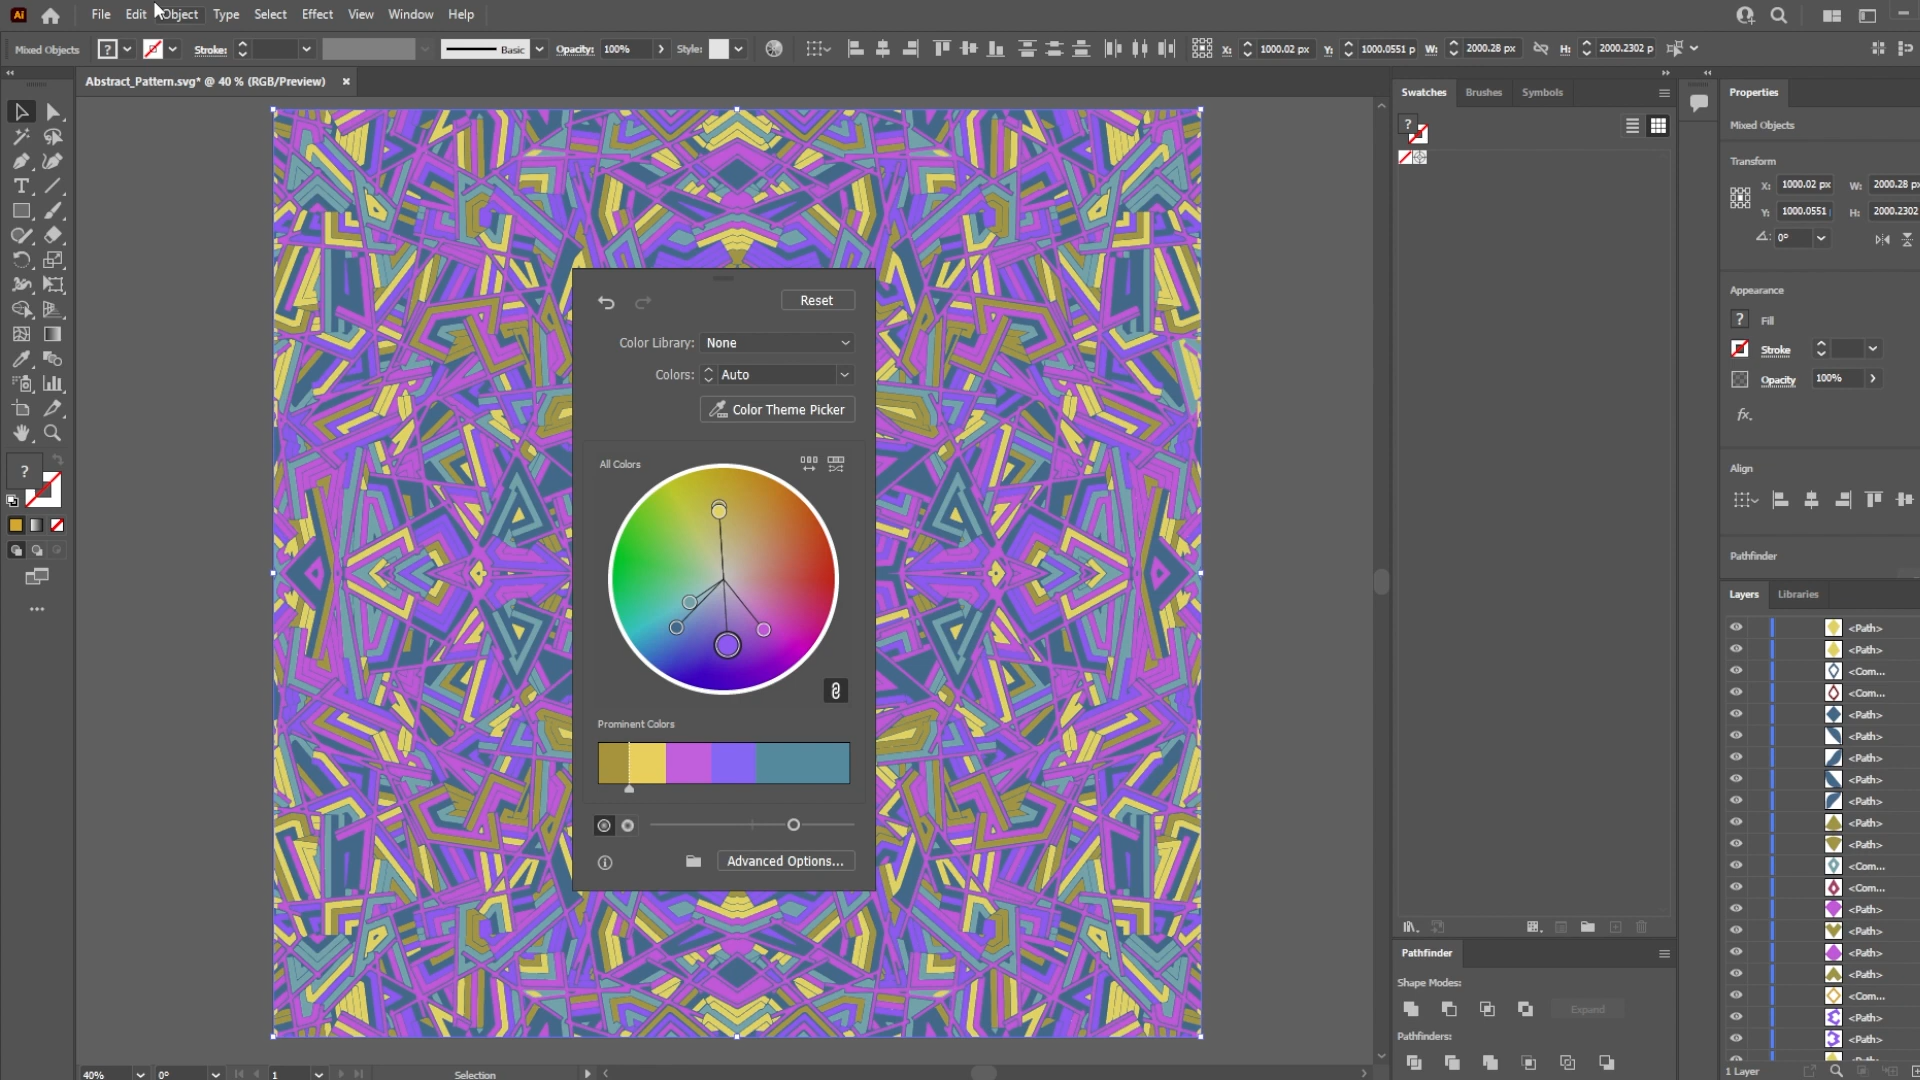 Ai File Edit Object Type Select Effect View Window Help
Mixed Objects ? Stroke: Basic Opacity: 100% Style: X: 1000.02 px Y: 1000.0551 p W: 2000.28 px H: 2000.2302 p
Abstract_Pattern.svg* @ 40 % (RGB/Preview)
Swatches Brushes Symbols
Properties
Mixed Objects
Transform
X: 1000.02 px W: 2000.28 px
Y: 1000.0551 H: 2000.2302
0°
Appearance
? Fill
Stroke
Opacity 100%
fx.
Align
Pathfinder
Layers Libraries
<Path>
<Path>
<Com...
<Com...
<Path>
<Path>
<Path>
<Path>
<Path>
<Path>
<Path>
<Com...
<Com...
<Path>
<Path>
<Path>
<Path>
<Com...
<Path>
<Path>
1 Layer
Reset
Color Library: None
Colors: Auto
Color Theme Picker
All Colors
Prominent Colors
Advanced Options...
Pathfinder
Shape Modes:
Expand
Pathfinders:
40% 0° 1 Selection